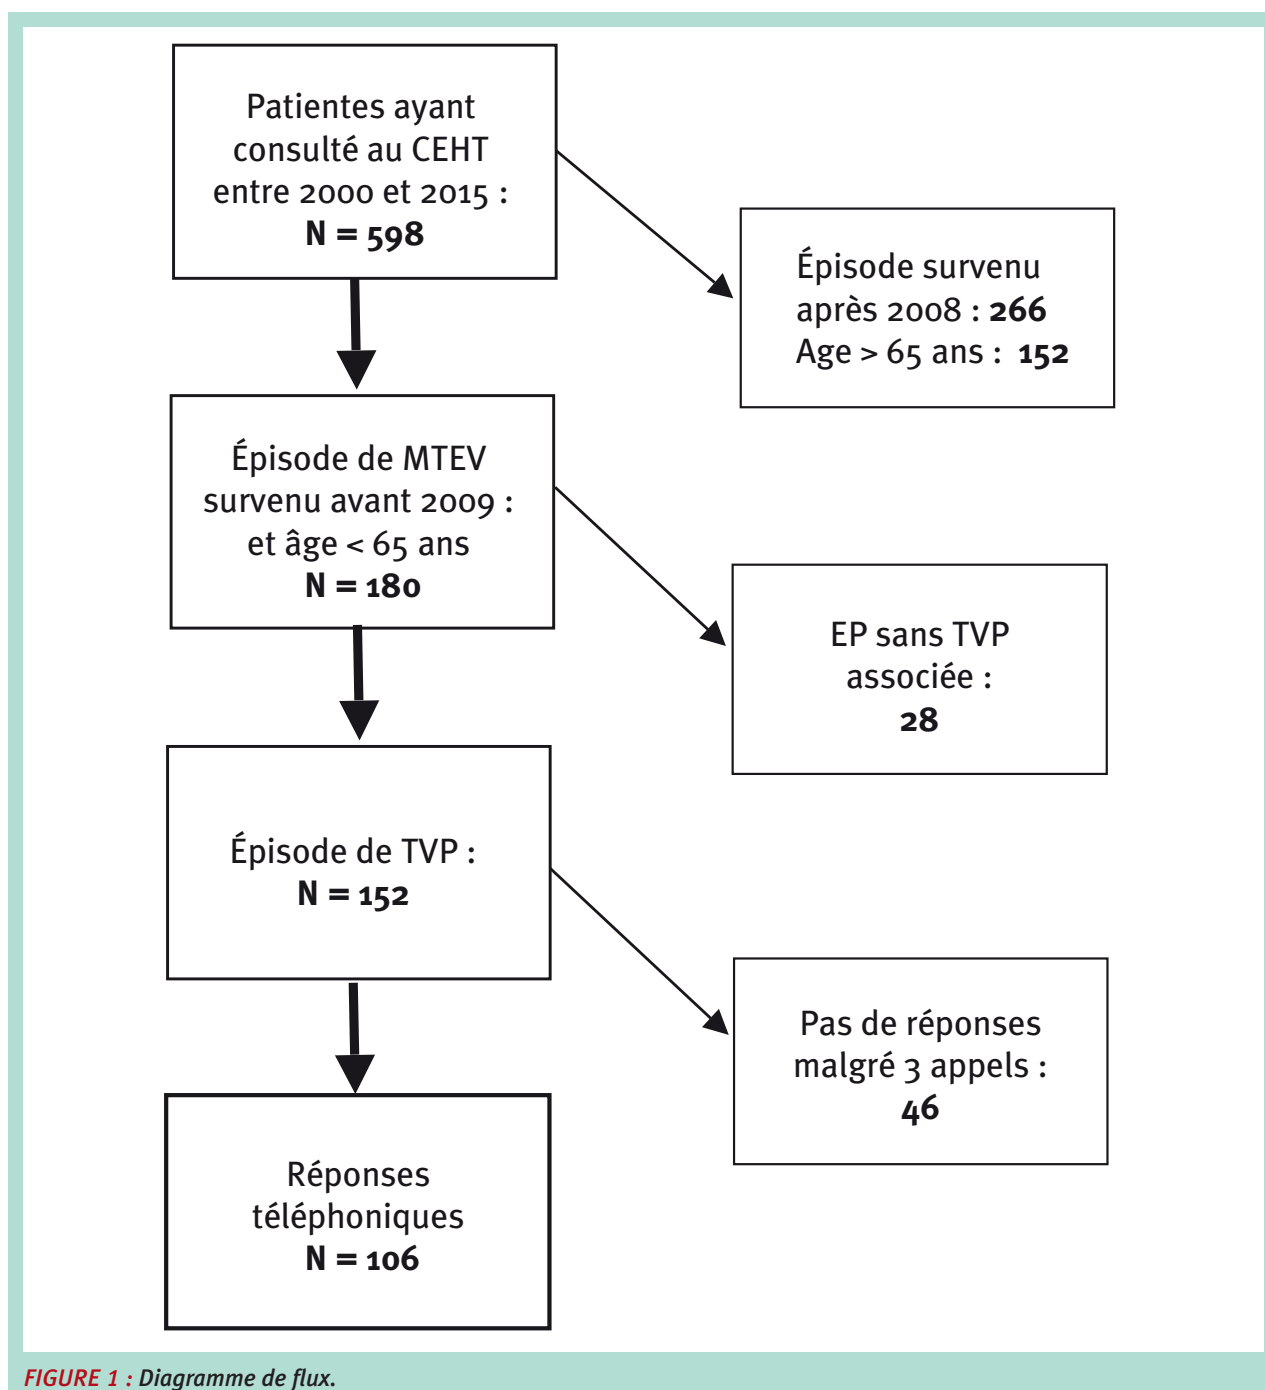 Patientes ayant
consulté au CEHT
entre 2000 et 2015 :
N = 598
Épisode survenu
après 2008 : 266
Age > 65 ans : 152
Épisode de MTEV
survenu avant 2009 :
et âge < 65 ans
N = 180
EP sans TVP
associée :
28
Épisode de TVP :
N = 152
Pas de réponses
malgré 3 appels :
46
Réponses
téléphoniques
N = 106
FIGURE 1 : Diagramme de flux.